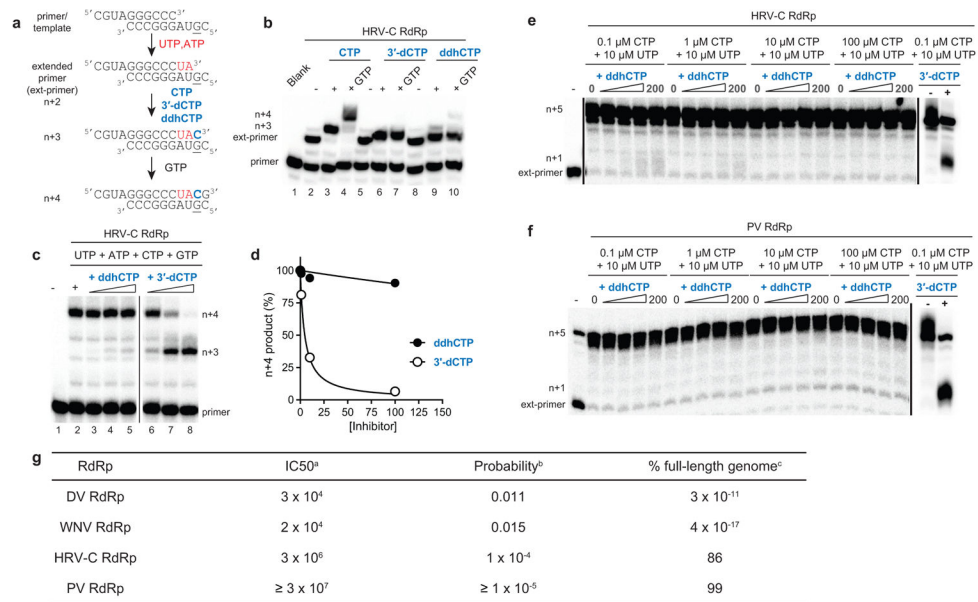 a
primer/
template
5'CGUAGGGCCC3'
3'CCCGGGAUGC5'
UTP,ATP
extended
primer
(ext-primer)
n+2
5'CGUAGGGCCCUA3'
3'CCCGGGAUGC5'
CTP
3'-dCTP
ddhCTP
n+3
5'CGUAGGGCCCUAC3'
3'CCCGGGAUGC5'
GTP
n+4
5'CGUAGGGCCCUACG3'
3'CCCGGGAUGC5'
b
HRV-C RdRp
CTP 3'-dCTP ddhCTP
Blank - + + GTP - + + GTP - + + GTP
n+4
n+3
ext-primer
primer
1 2 3 4 5 6 7 8 9 10
c
HRV-C RdRp
UTP + ATP + CTP + GTP
+ ddhCTP + 3'-dCTP
- +
n+4
n+3
primer
1 2 3 4 5 6 7 8
d
n+4 product (%)
100
75
50
25
0
0 25 50 75 100 125 150
[Inhibitor]
ddhCTP
3'-dCTP
e
HRV-C RdRp
0.1 µM CTP + 10 µM UTP
1 µM CTP + 10 µM UTP
10 µM CTP + 10 µM UTP
100 µM CTP + 10 µM UTP
0.1 µM CTP + 10 µM UTP
+ ddhCTP + ddhCTP + ddhCTP + ddhCTP 3'-dCTP
- 0 200 0 200 0 200 0 200 - +
n+5
n+1
ext-primer
f
PV RdRp
0.1 µM CTP + 10 µM UTP
1 µM CTP + 10 µM UTP
10 µM CTP + 10 µM UTP
100 µM CTP + 10 µM UTP
0.1 µM CTP + 10 µM UTP
+ ddhCTP + ddhCTP + ddhCTP + ddhCTP 3'-dCTP
- 0 200 0 200 0 200 0 200 - +
n+5
n+1
ext-primer
g
RdRp IC50ᵃ Probabilityᵇ % full-length genomeᶜ
DV RdRp 3 x 10⁴ 0.011 3 x 10⁻¹¹
WNV RdRp 2 x 10⁴ 0.015 4 x 10⁻¹⁷
HRV-C RdRp 3 x 10⁶ 1 x 10⁻⁴ 86
PV RdRp ≥ 3 x 10⁷ ≥ 1 x 10⁻⁵ 99